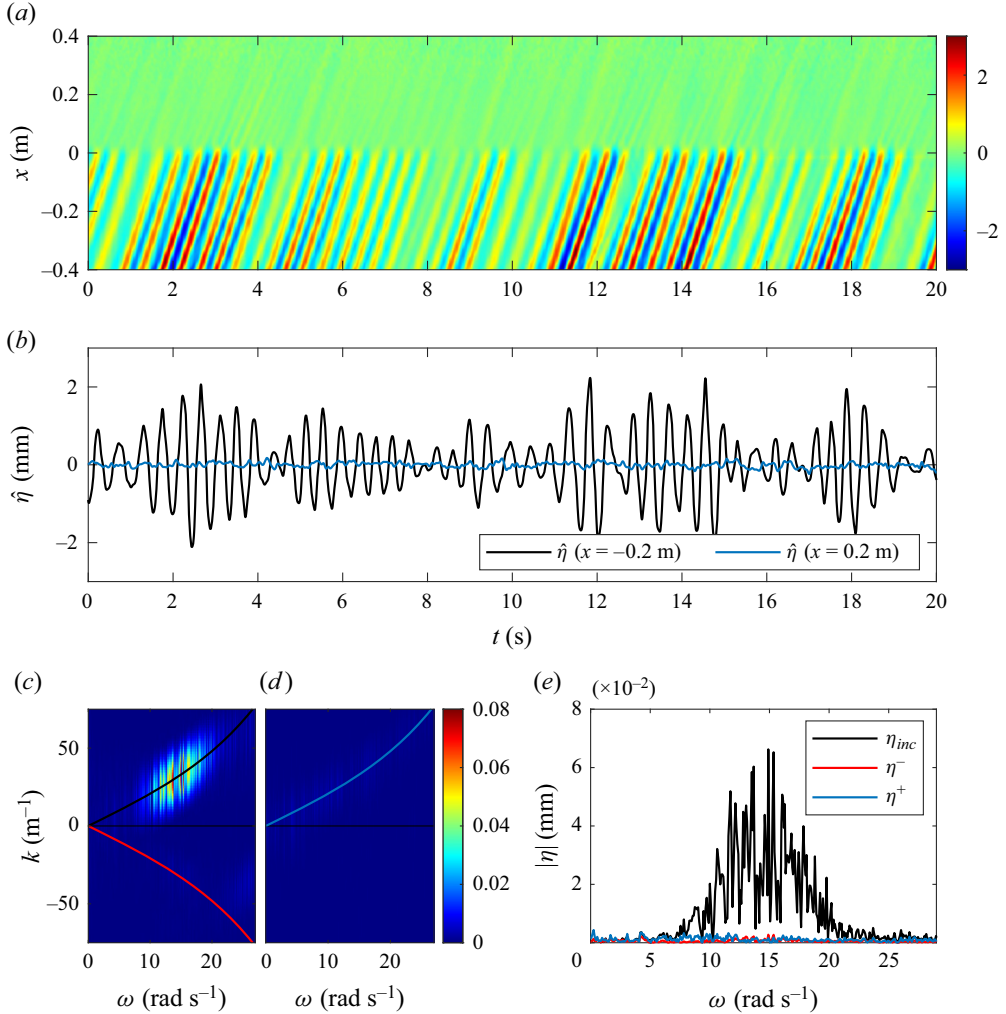 (a)
0.4
0.2
0
–0.2
–0.4
x (m)
0 2 4 6 8 10 12 14 16 18 20
2
0
–2
(b)
2
0
–2
η̂ (mm)
η̂ (x = –0.2 m) η̂ (x = 0.2 m)
0 2 4 6 8 10 12 14 16 18 20
t (s)
(c) (d) (e)
(×10⁻²)
50
0
–50
k (m⁻¹)
0 10 20
ω (rad s⁻¹)
0 10 20
ω (rad s⁻¹)
0.08
0.06
0.04
0.02
0
8
6
4
2
|η| (mm)
η_inc
η⁻
η⁺
0 5 10 15 20 25
ω (rad s⁻¹)